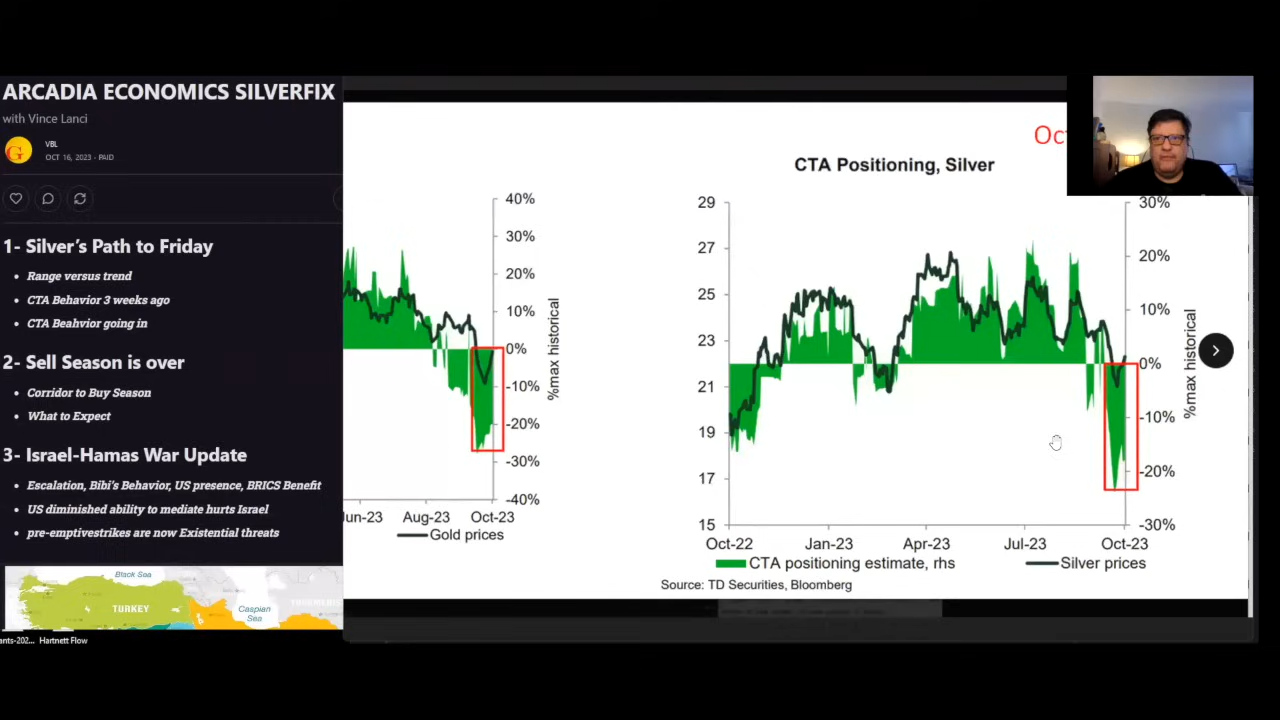 ARCADIA ECONOMICS SILVERFIX
with Vince Lanci
VBL
OCT 16, 2023 · PAID
1- Silver's Path to Friday
• Range versus trend
• CTA Behavior 3 weeks ago
• CTA Beahvior going in
2- Sell Season is over
• Corridor to Buy Season
• What to Expect
3- Israel-Hamas War Update
• Escalation, Bibi's Behavior, US presence, BRICS Benefit
• US diminished ability to mediate hurts Israel
• pre-emptivestrikes are now Existential threats
Black Sea
TURKEY
Caspian
Sea
Hartnett Flow
40%
30%
20%
10%
0%
-10%
-20%
-30%
-40%
%max historical
Jun-23 Aug-23 Oct-23
Gold prices
Oc
CTA Positioning, Silver
29
27
25
23
21
19
17
15
30%
20%
10%
0%
-10%
-20%
-30%
%max historical
Oct-22 Jan-23 Apr-23 Jul-23 Oct-23
CTA positioning estimate, rhs Silver prices
Source: TD Securities, Bloomberg